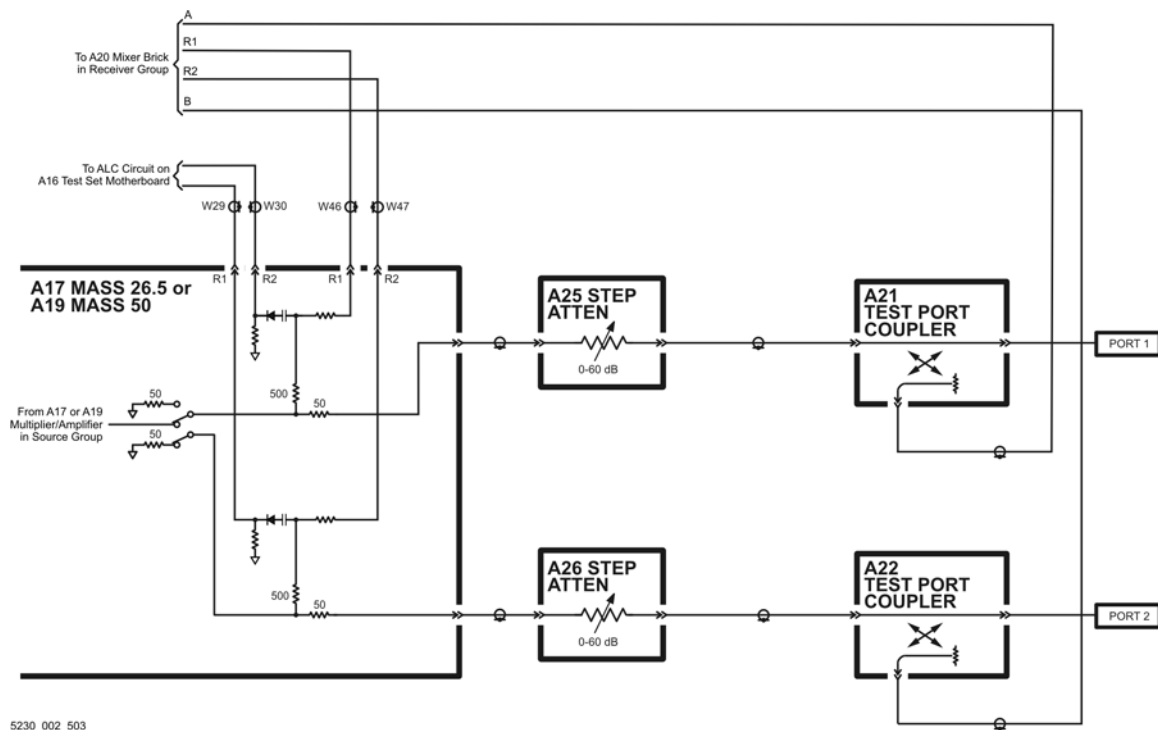 A
R1
To A20 Mixer Brick
in Receiver Group
R2
B
To ALC Circuit on
A16 Test Set Motherboard
W29
W30
W46
W47
R1
R2
R1
R2
A17 MASS 26.5 or
A19 MASS 50
A25 STEP
ATTEN
0-60 dB
A21
TEST PORT
COUPLER
PORT 1
500
50
50
From A17 or A19
Multiplier/Amplifier
in Source Group
50
500
50
A26 STEP
ATTEN
0-60 dB
A22
TEST PORT
COUPLER
PORT 2
5230_002_503